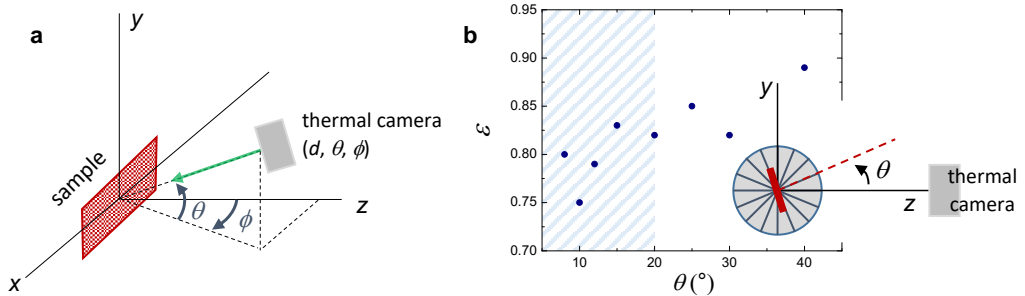 a
y
thermal camera
(d, θ, ϕ)
sample
θ
ϕ
z
x
b
0.95
0.90
0.85
0.80
0.75
0.70
ε
10
20
30
40
θ (°)
y
θ
z
thermal
camera